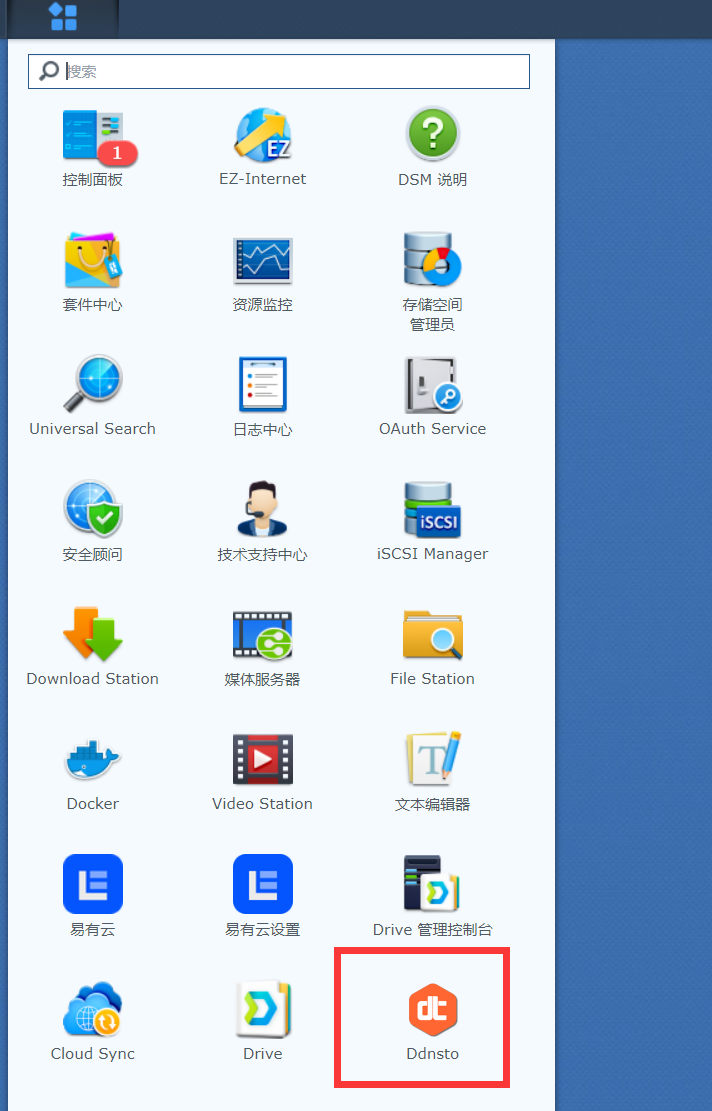 搜索
1
控制面板
EZ
EZ-Internet
DSM 说明
套件中心
资源监控
存储空间
管理员
Universal Search
日志中心
OAuth Service
安全顾问
技术支持中心
iSCSI
iSCSI Manager
Download Station
媒体服务器
File Station
Docker
Video Station
T
文本编辑器
易有云
易有云设置
Drive 管理控制台
Cloud Sync
Drive
dt
Ddnsto